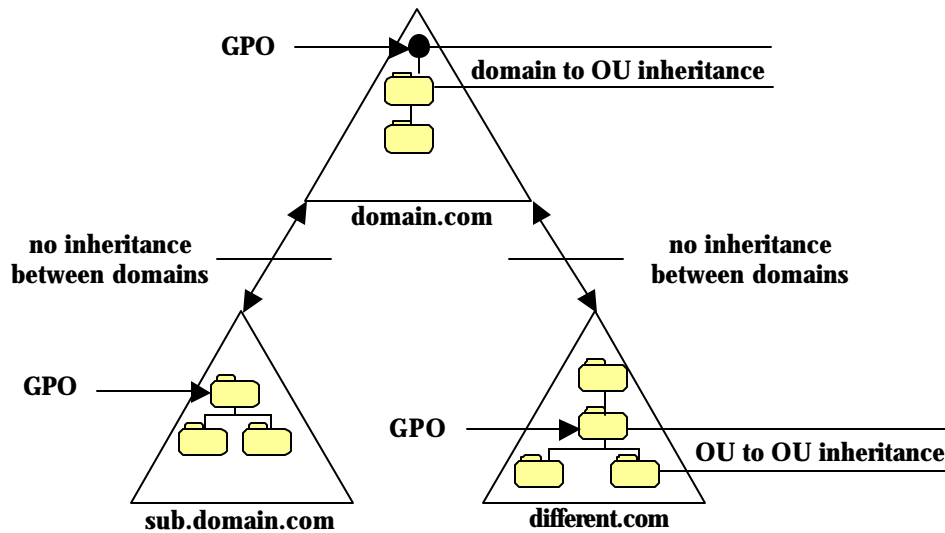 GPO
domain to OU inheritance
domain.com
no inheritance
between domains
no inheritance
between domains
GPO
GPO
OU to OU inheritance
sub.domain.com
different.com